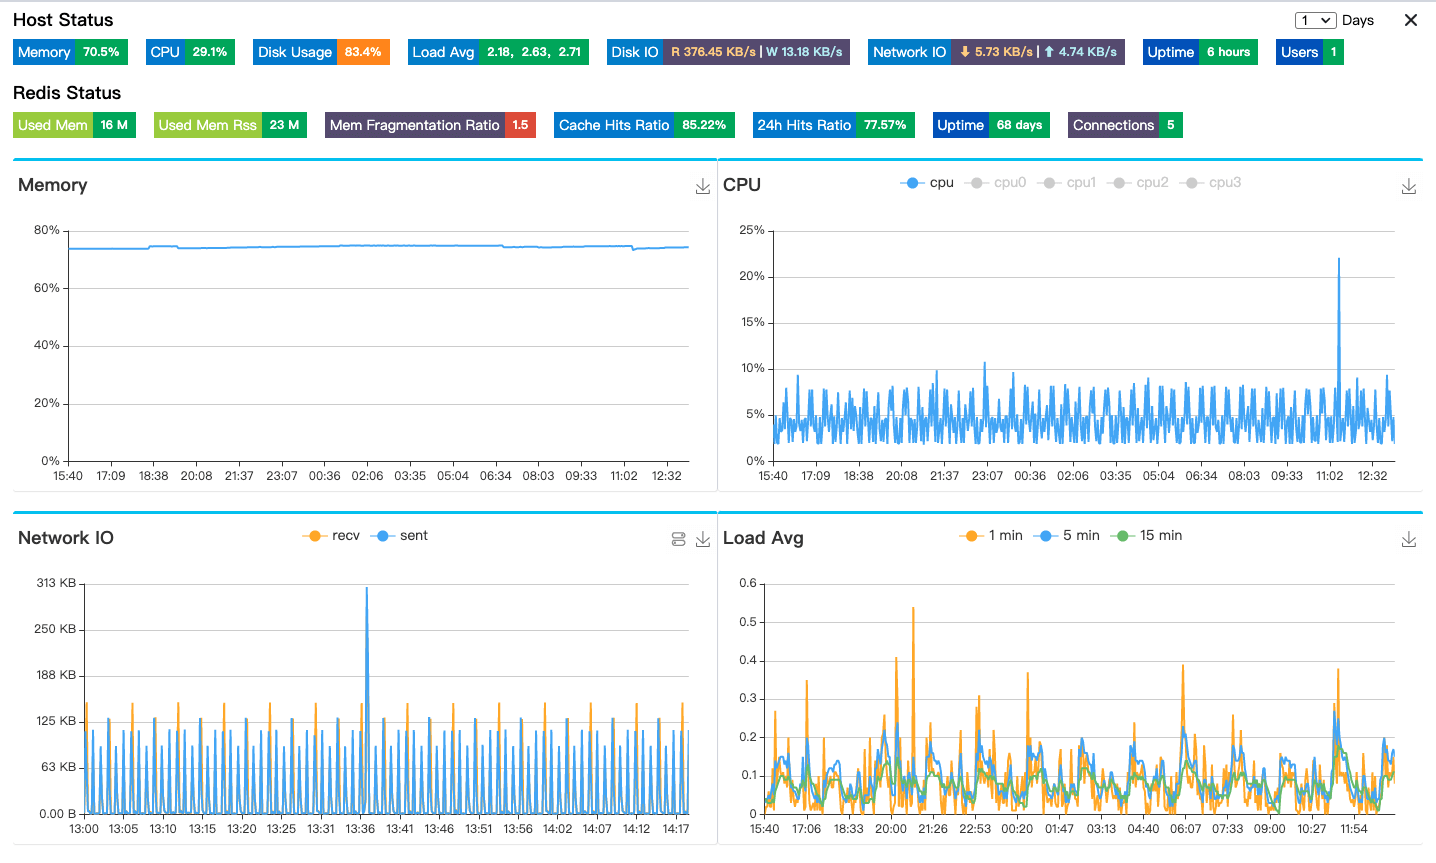 Host Status
1 Days
Memory 70.5% CPU 29.1% Disk Usage 83.4% Load Avg 2.18, 2.63, 2.71 Disk IO R 376.45 KB/s | W 13.18 KB/s Network IO 5.73 KB/s | 4.74 KB/s Uptime 6 hours Users 1
Redis Status
Used Mem 16 M Used Mem Rss 23 M Mem Fragmentation Ratio 1.5 Cache Hits Ratio 85.22% 24h Hits Ratio 77.57% Uptime 68 days Connections 5
Memory
80%
60%
40%
20%
0%
15:40 17:09 18:38 20:08 21:37 23:07 00:36 02:06 03:35 05:04 06:34 08:03 09:33 11:02 12:32
CPU
cpu cpu0 cpu1 cpu2 cpu3
25%
20%
15%
10%
5%
0%
15:40 17:09 18:38 20:08 21:37 23:07 00:36 02:06 03:35 05:04 06:34 08:03 09:33 11:02 12:32
Network IO
recv sent
313 KB
250 KB
188 KB
125 KB
63 KB
0.00 B
13:00 13:05 13:10 13:15 13:20 13:25 13:31 13:36 13:41 13:46 13:51 13:56 14:02 14:07 14:12 14:17
Load Avg
1 min 5 min 15 min
0.6
0.5
0.4
0.3
0.2
0.1
0
15:40 17:06 18:33 20:00 21:26 22:53 00:20 01:47 03:13 04:40 06:07 07:33 09:00 10:27 11:54